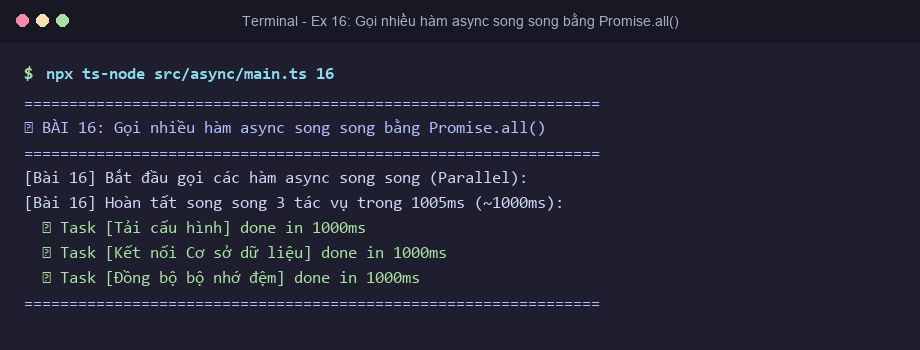 Terminal - Ex 16: Gọi nhiều hàm async song song bằng Promise.all()
$ npx ts-node src/async/main.ts 16
================================================================
BÀI 16: Gọi nhiều hàm async song song bằng Promise.all()
================================================================
[Bài 16] Bắt đầu gọi các hàm async song song (Parallel):
[Bài 16] Hoàn tất song song 3 tác vụ trong 1005ms (~1000ms):
Task [Tải cấu hình] done in 1000ms
Task [Kết nối Cơ sở dữ liệu] done in 1000ms
Task [Đồng bộ bộ nhớ đệm] done in 1000ms
================================================================